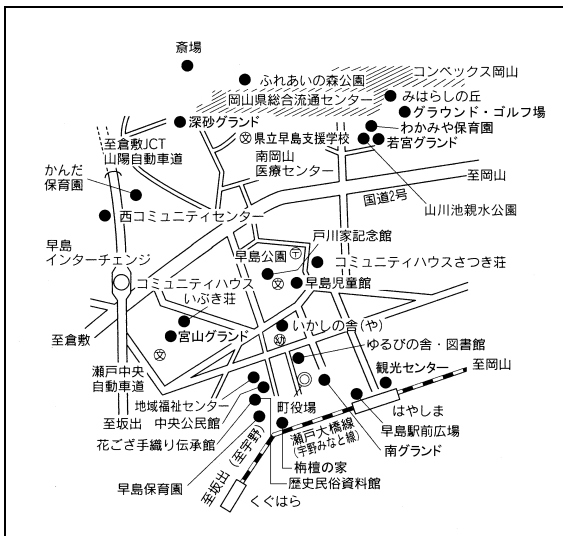 斎場
コンベックス岡山
ふれあいの森公園
岡山県総合流通センター
みはらしの丘
グラウンド・ゴルフ場
深砂グランド
わかみや保育園
文
県立早島支援学校
若宮グランド
至倉敷JCT
山陽自動車道
南岡山
医療センター
至岡山
かんだ
保育園
国道2号
山川池親水公園
西コミュニティセンター
戸川家記念館
早島
インターチェンジ
早島公園
〒
コミュニティハウスさつき荘
文
早島児童館
コミュニティハウス
いぶき荘
いかしの舎(や)
宮山グランド
幼
至倉敷
ゆるびの舎・図書館
文
至岡山
瀬戸中央
自動車道
観光センター
地域福祉センター
町役場
はやしま
至坂出
中央公民館
瀬戸大橋線
(宇野みなと線)
早島駅前広場
花ござ手織り伝承館
南グランド
至坂出(至宇野)
栴檀の家
早島保育園
歴史民俗資料館
くぐはら